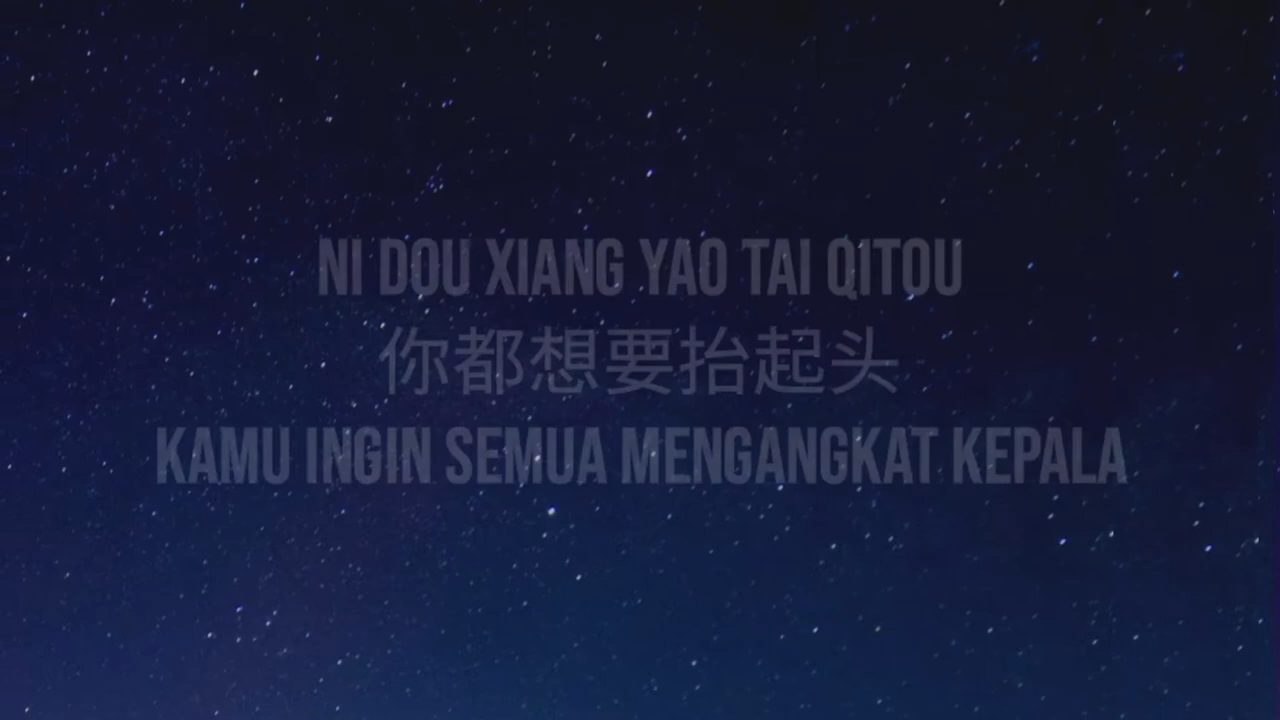 NI DOU XIANG YAO TAI QITOU
你都想要抬起头
KAMU INGIN SEMUA MENGANGKAT KEPALA